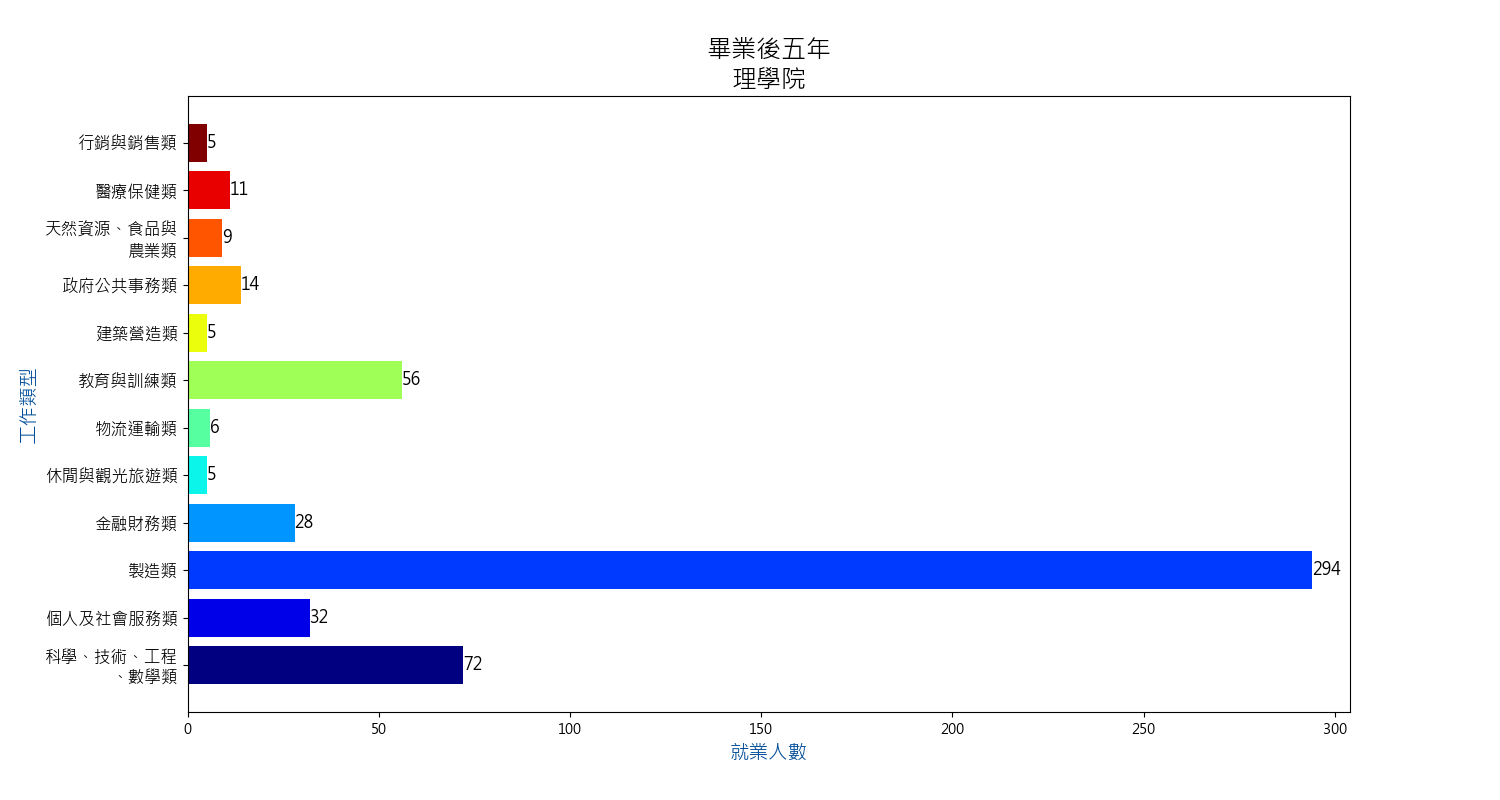 畢業後五年
理學院
行銷與銷售類
5
醫療保健類
11
天然資源、食品與
農業類
9
政府公共事務類
14
建築營造類
5
教育與訓練類
56
物流運輸類
6
休閒與觀光旅遊類
5
金融財務類
28
製造類
294
個人及社會服務類
32
科學、技術、工程
、數學類
72
工作類型
0 50 100 150 200 250 300
就業人數